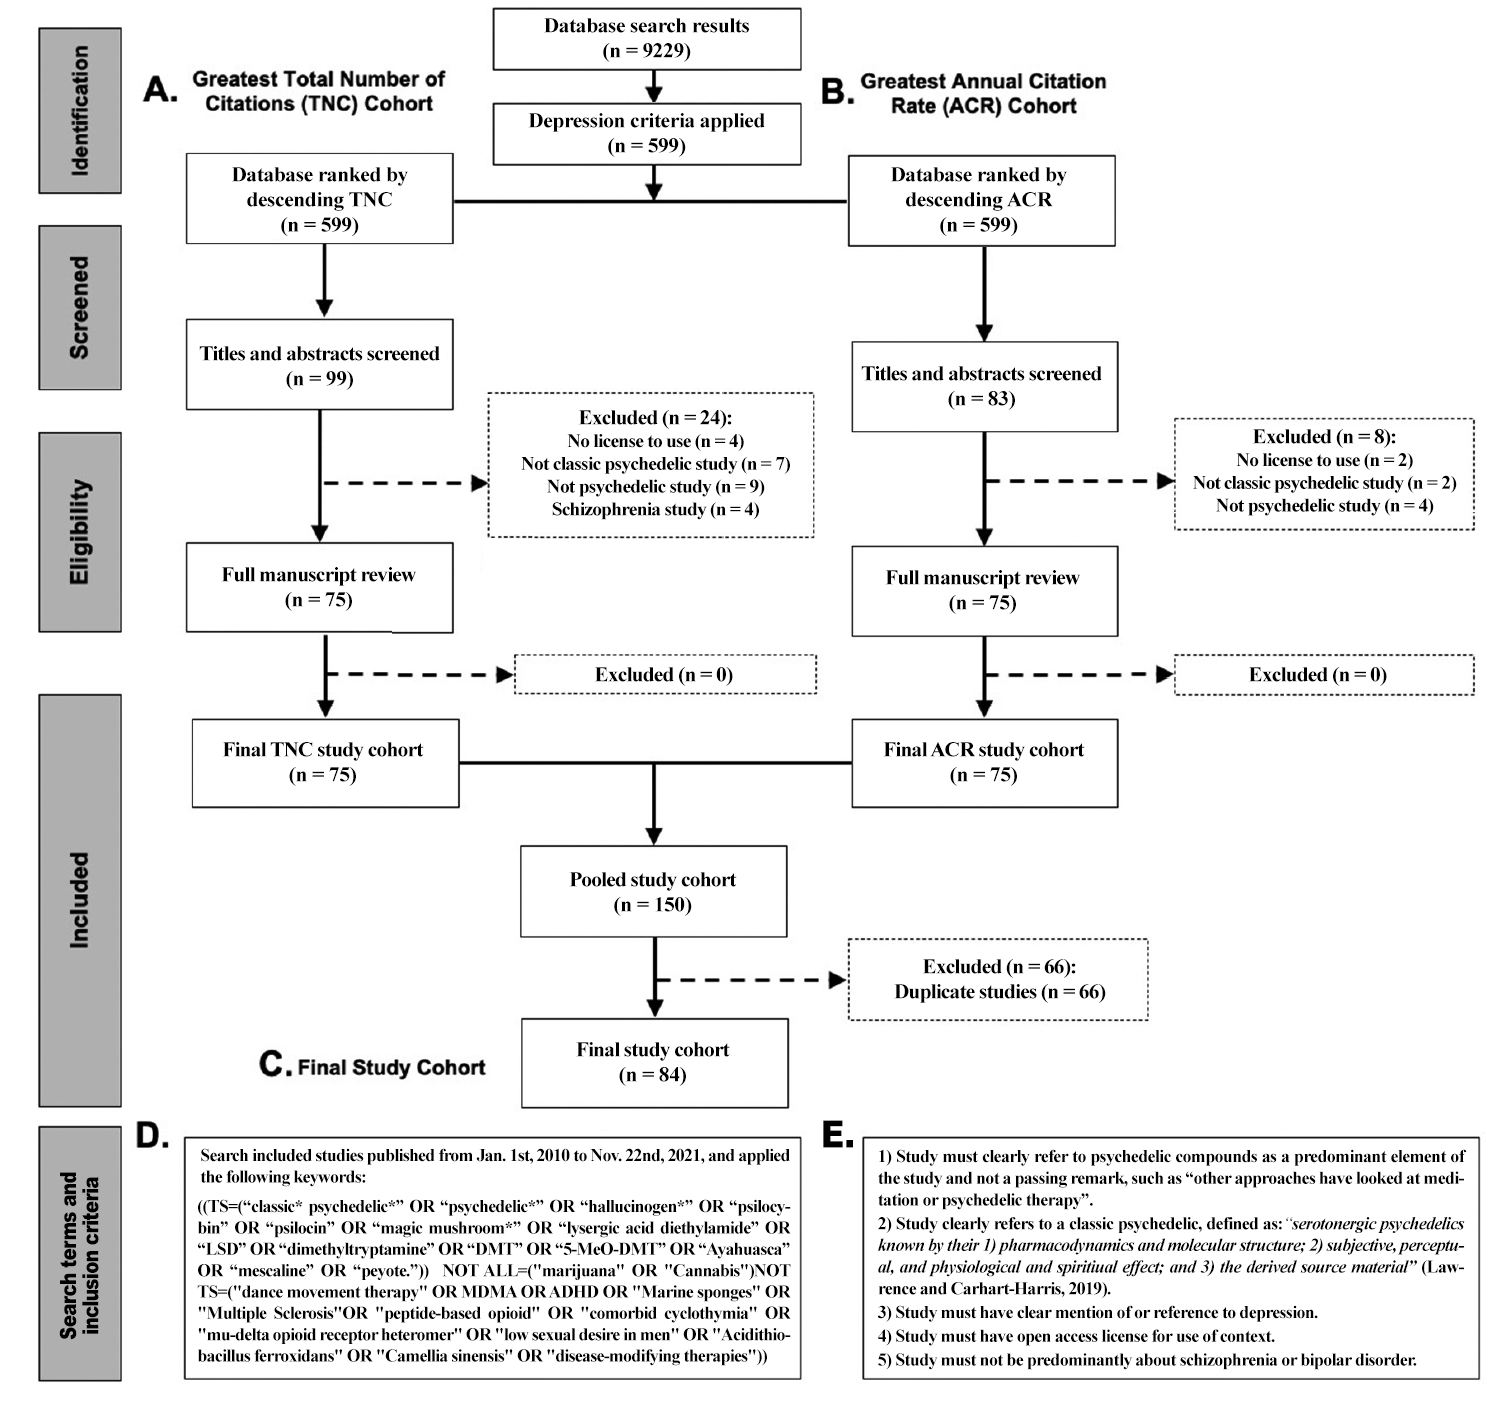 Identification
Screened
Eligibility
Included
Search terms and
inclusion criteria
Database search results
(n = 9229)
Depression criteria applied
(n = 599)
A. Greatest Total Number of
Citations (TNC) Cohort
B. Greatest Annual Citation
Rate (ACR) Cohort
Database ranked by
descending TNC
(n = 599)
Database ranked by
descending ACR
(n = 599)
Titles and abstracts screened
(n = 99)
Titles and abstracts screened
(n = 83)
Excluded (n = 24):
No license to use (n = 4)
Not classic psychedelic study (n = 7)
Not psychedelic study (n = 9)
Schizophrenia study (n = 4)
Excluded (n = 8):
No license to use (n = 2)
Not classic psychedelic study (n = 2)
Not psychedelic study (n = 4)
Full manuscript review
(n = 75)
Full manuscript review
(n = 75)
Excluded (n = 0)
Excluded (n = 0)
Final TNC study cohort
(n = 75)
Final ACR study cohort
(n = 75)
Pooled study cohort
(n = 150)
Excluded (n = 66):
Duplicate studies (n = 66)
C. Final Study Cohort
Final study cohort
(n = 84)
D.
Search included studies published from Jan. 1st, 2010 to Nov. 22nd, 2021, and applied
the following keywords:
((TS=(“classic* psychedelic*” OR “psychedelic*” OR “hallucinogen*” OR “psilocy-
bin” OR “psilocin” OR “magic mushroom*” OR “lysergic acid diethylamide” OR
“LSD” OR “dimethyltryptamine” OR “DMT” OR “5-MeO-DMT” OR “Ayahuasca”
OR “mescaline” OR “peyote.”)) NOT ALL=("marijuana" OR "Cannabis")NOT
TS=("dance movement therapy" OR MDMA OR ADHD OR "Marine sponges" OR
"Multiple Sclerosis"OR "peptide-based opioid" OR "comorbid cyclothymia" OR
"mu-delta opioid receptor heteromer" OR "low sexual desire in men" OR "Acidithio-
bacillus ferroxidans" OR "Camellia sinensis" OR "disease-modifying therapies"))
E.
1) Study must clearly refer to psychedelic compounds as a predominant element of
the study and not a passing remark, such as “other approaches have looked at medi-
tation or psychedelic therapy”.
2) Study clearly refers to a classic psychedelic, defined as: “serotonergic psychedelics
known by their 1) pharmacodynamics and molecular structure; 2) subjective, perceptu-
al, and physiological and spiritiual effect; and 3) the derived source material” (Law-
rence and Carhart-Harris, 2019).
3) Study must have clear mention of or reference to depression.
4) Study must have open access license for use of context.
5) Study must not be predominantly about schizophrenia or bipolar disorder.